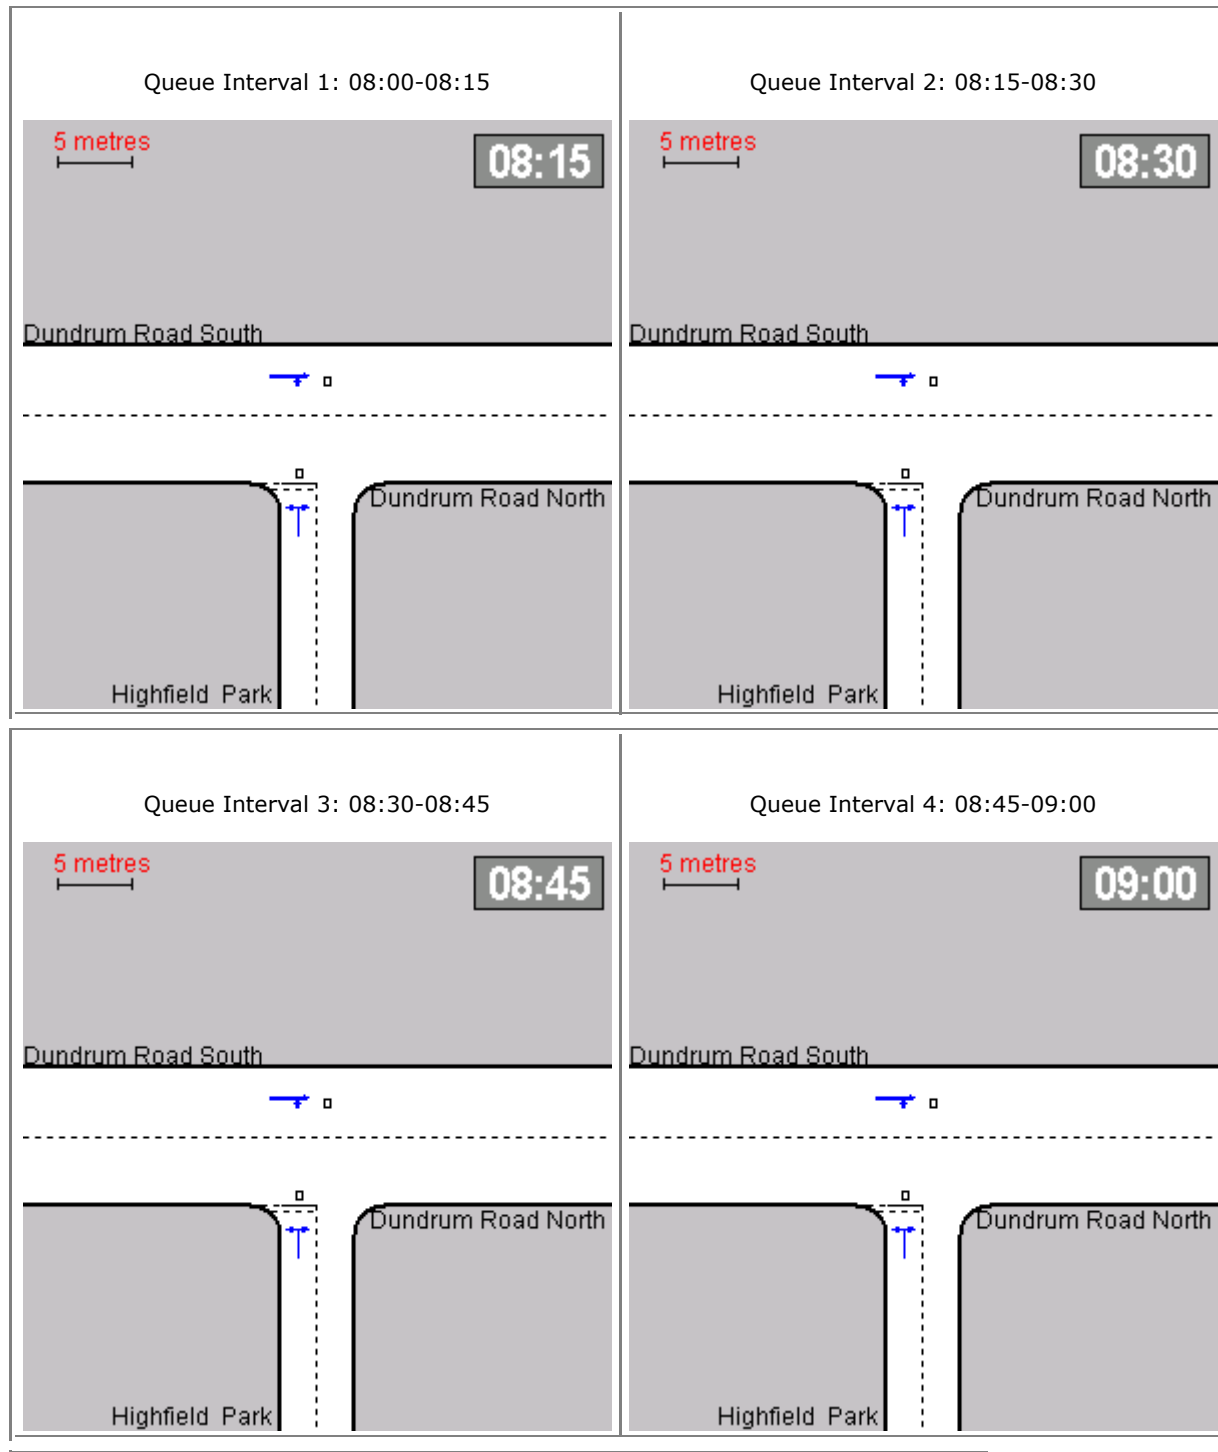 Queue Interval 1: 08:00-08:15
5 metres
08:15
Dundrum Road South
Dundrum Road North
Highfield Park
Queue Interval 2: 08:15-08:30
5 metres
08:30
Dundrum Road South
Dundrum Road North
Highfield Park
Queue Interval 3: 08:30-08:45
5 metres
08:45
Dundrum Road South
Dundrum Road North
Highfield Park
Queue Interval 4: 08:45-09:00
5 metres
09:00
Dundrum Road South
Dundrum Road North
Highfield Park